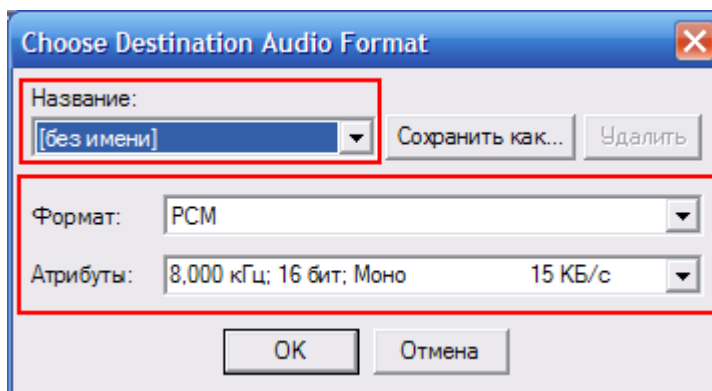 Choose Destination Audio Format
Название:
[без имени] Сохранить как... Удалить
Формат: PCM
Атрибуты: 8,000 кГц; 16 бит; Моно 15 КБ/с
OK Отмена